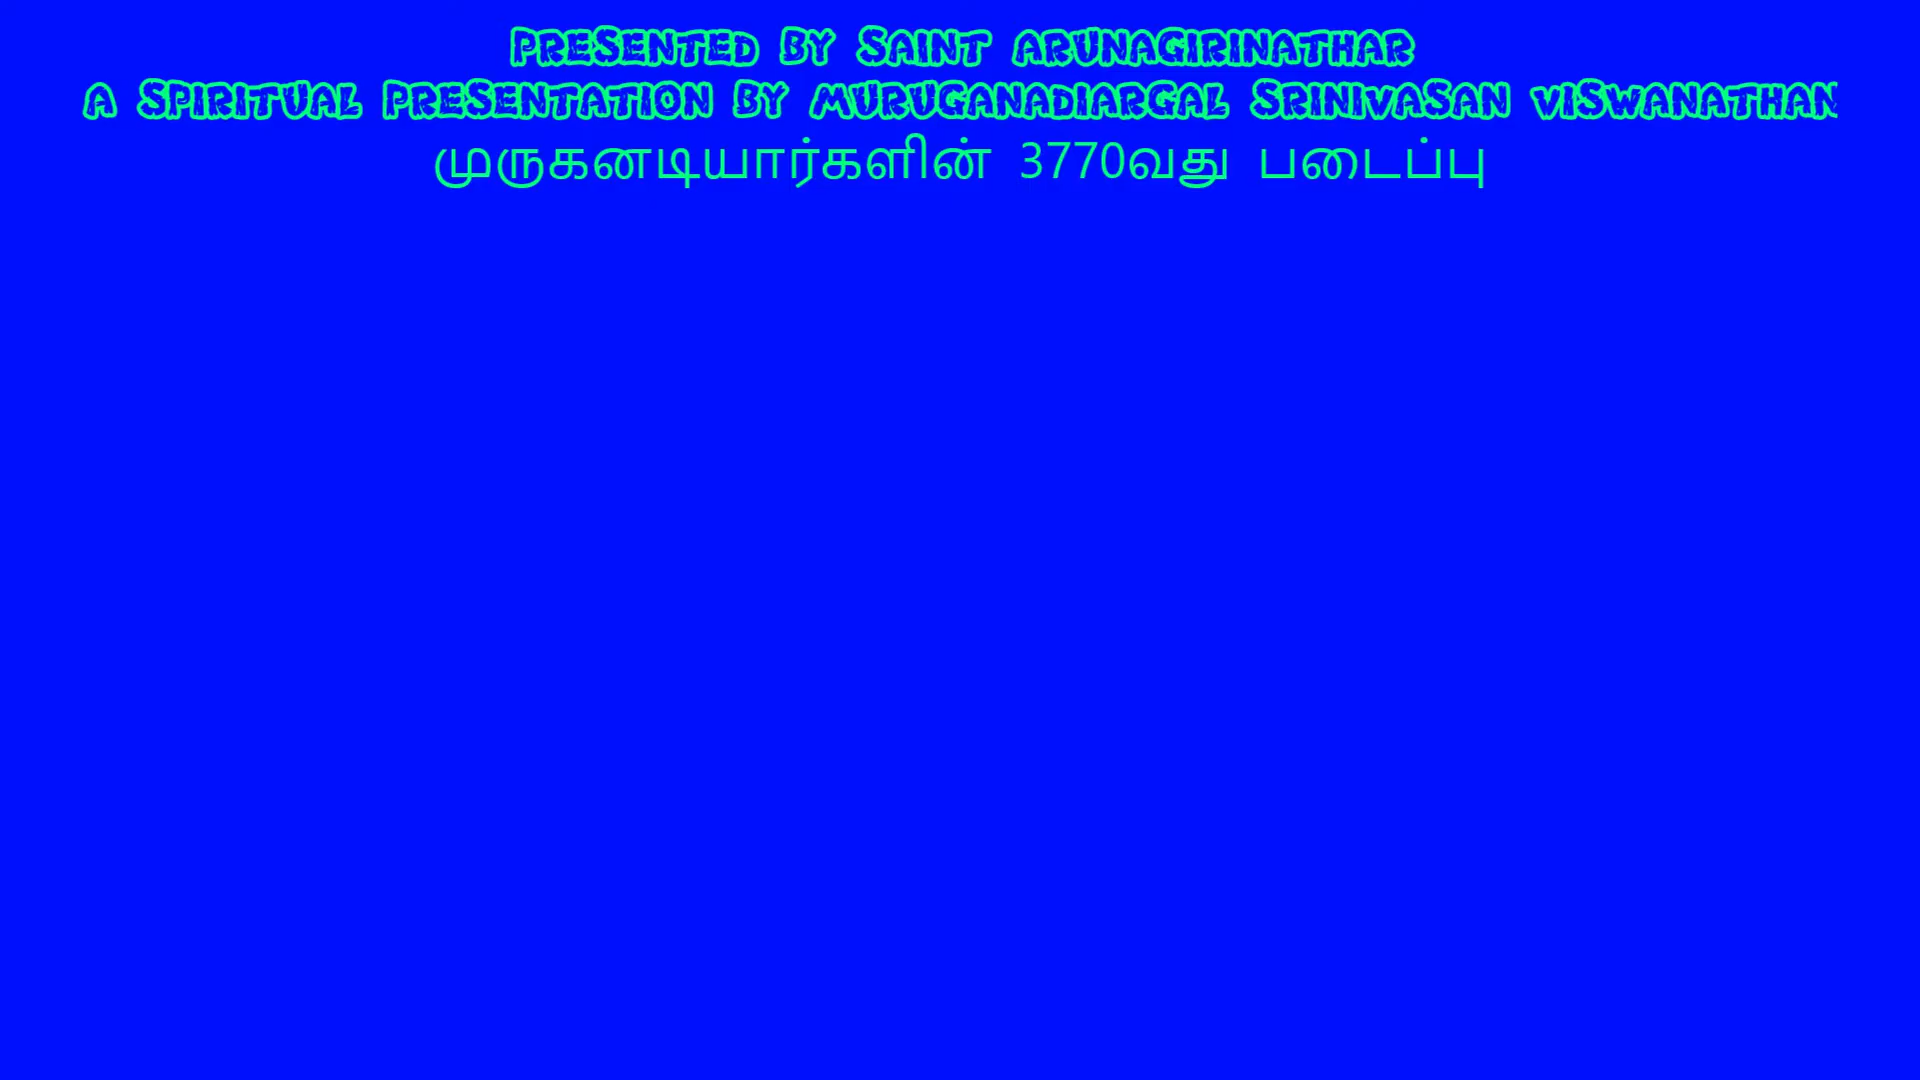 PRESENTED BY SAINT ARUNAGIRINATHAR
A SPIRITUAL PRESENTATION BY MURUGANADIARGAL SRINIVASAN VISWANATHAN
முருகனடியார்களின் 3770வது படைப்பு